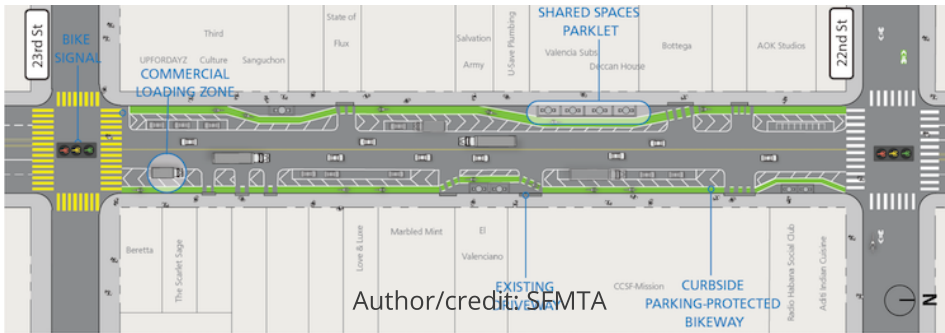 23rd St
BIKE
SIGNAL
Third
UPFORDAYZ Culture Sanguchon
COMMERCIAL
LOADING ZONE
State of
Flux
Salvation
Army
U-Save Plumbing
SHARED SPACES
PARKLET
Valencia Subs
Deccan House
Bottega
AOK Studios
22nd St
Beretta
The Scarlet Sage
Love & Luxe
Marbled Mint
El
Valenciano
EXISTING
DRIVEWAY
CCSF-Mission
CURBSIDE
PARKING-PROTECTED
BIKEWAY
Radio Habana Social Club
Aditi Indian Cuisine
N
Author/credit: SFMTA